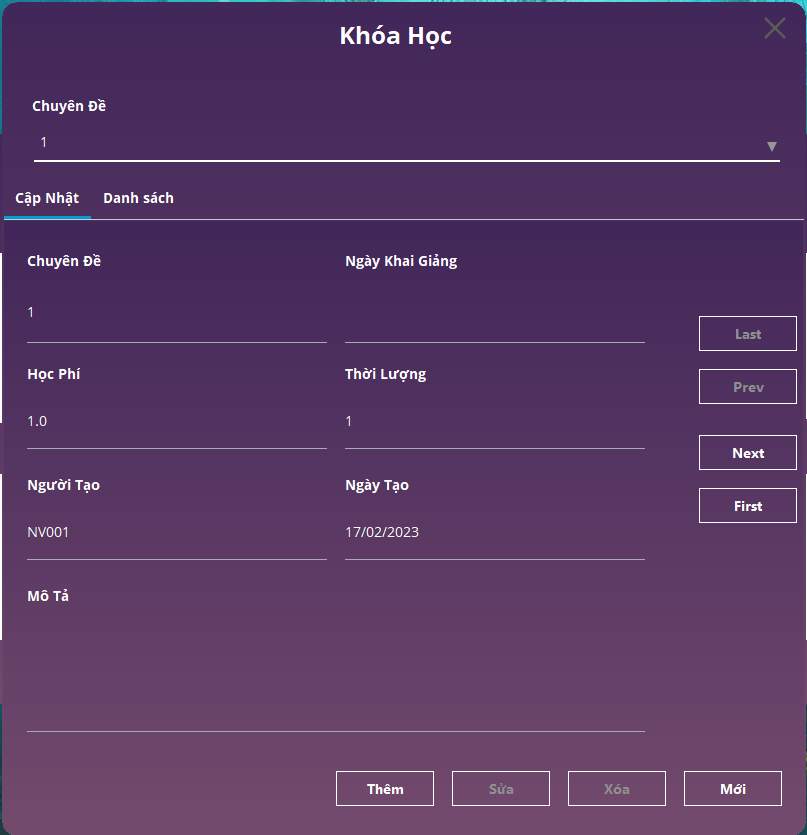 Khóa Học
Chuyên Đề
1
Cập Nhật Danh sách
Chuyên Đề Ngày Khai Giảng
1
Last
Học Phí Thời Lượng
Prev
1.0 1
Next
Người Tạo Ngày Tạo
First
NV001 17/02/2023
Mô Tả
Thêm Sửa Xóa Mới